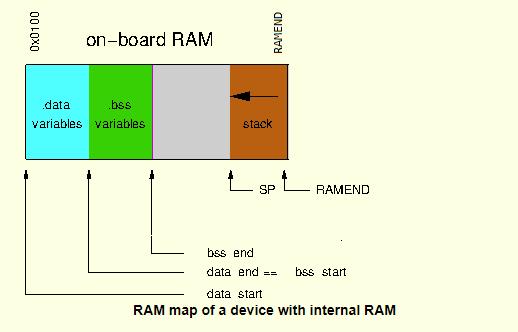 0x0100
on-board RAM
RAMEND
.data
variables
.bss
variables
stack
SP
RAMEND
bss end
data end == bss start
data start
RAM map of a device with internal RAM